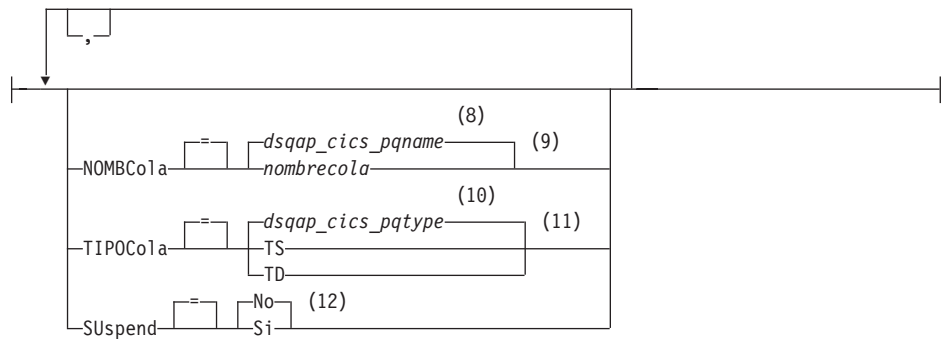 ,
(8)
= dsqap_cics_pqname (9)
NOMBCola nombrecola
(10)
= dsqap_cics_pqtype (11)
TIPOCola TS
TD
= No (12)
SUspend Si